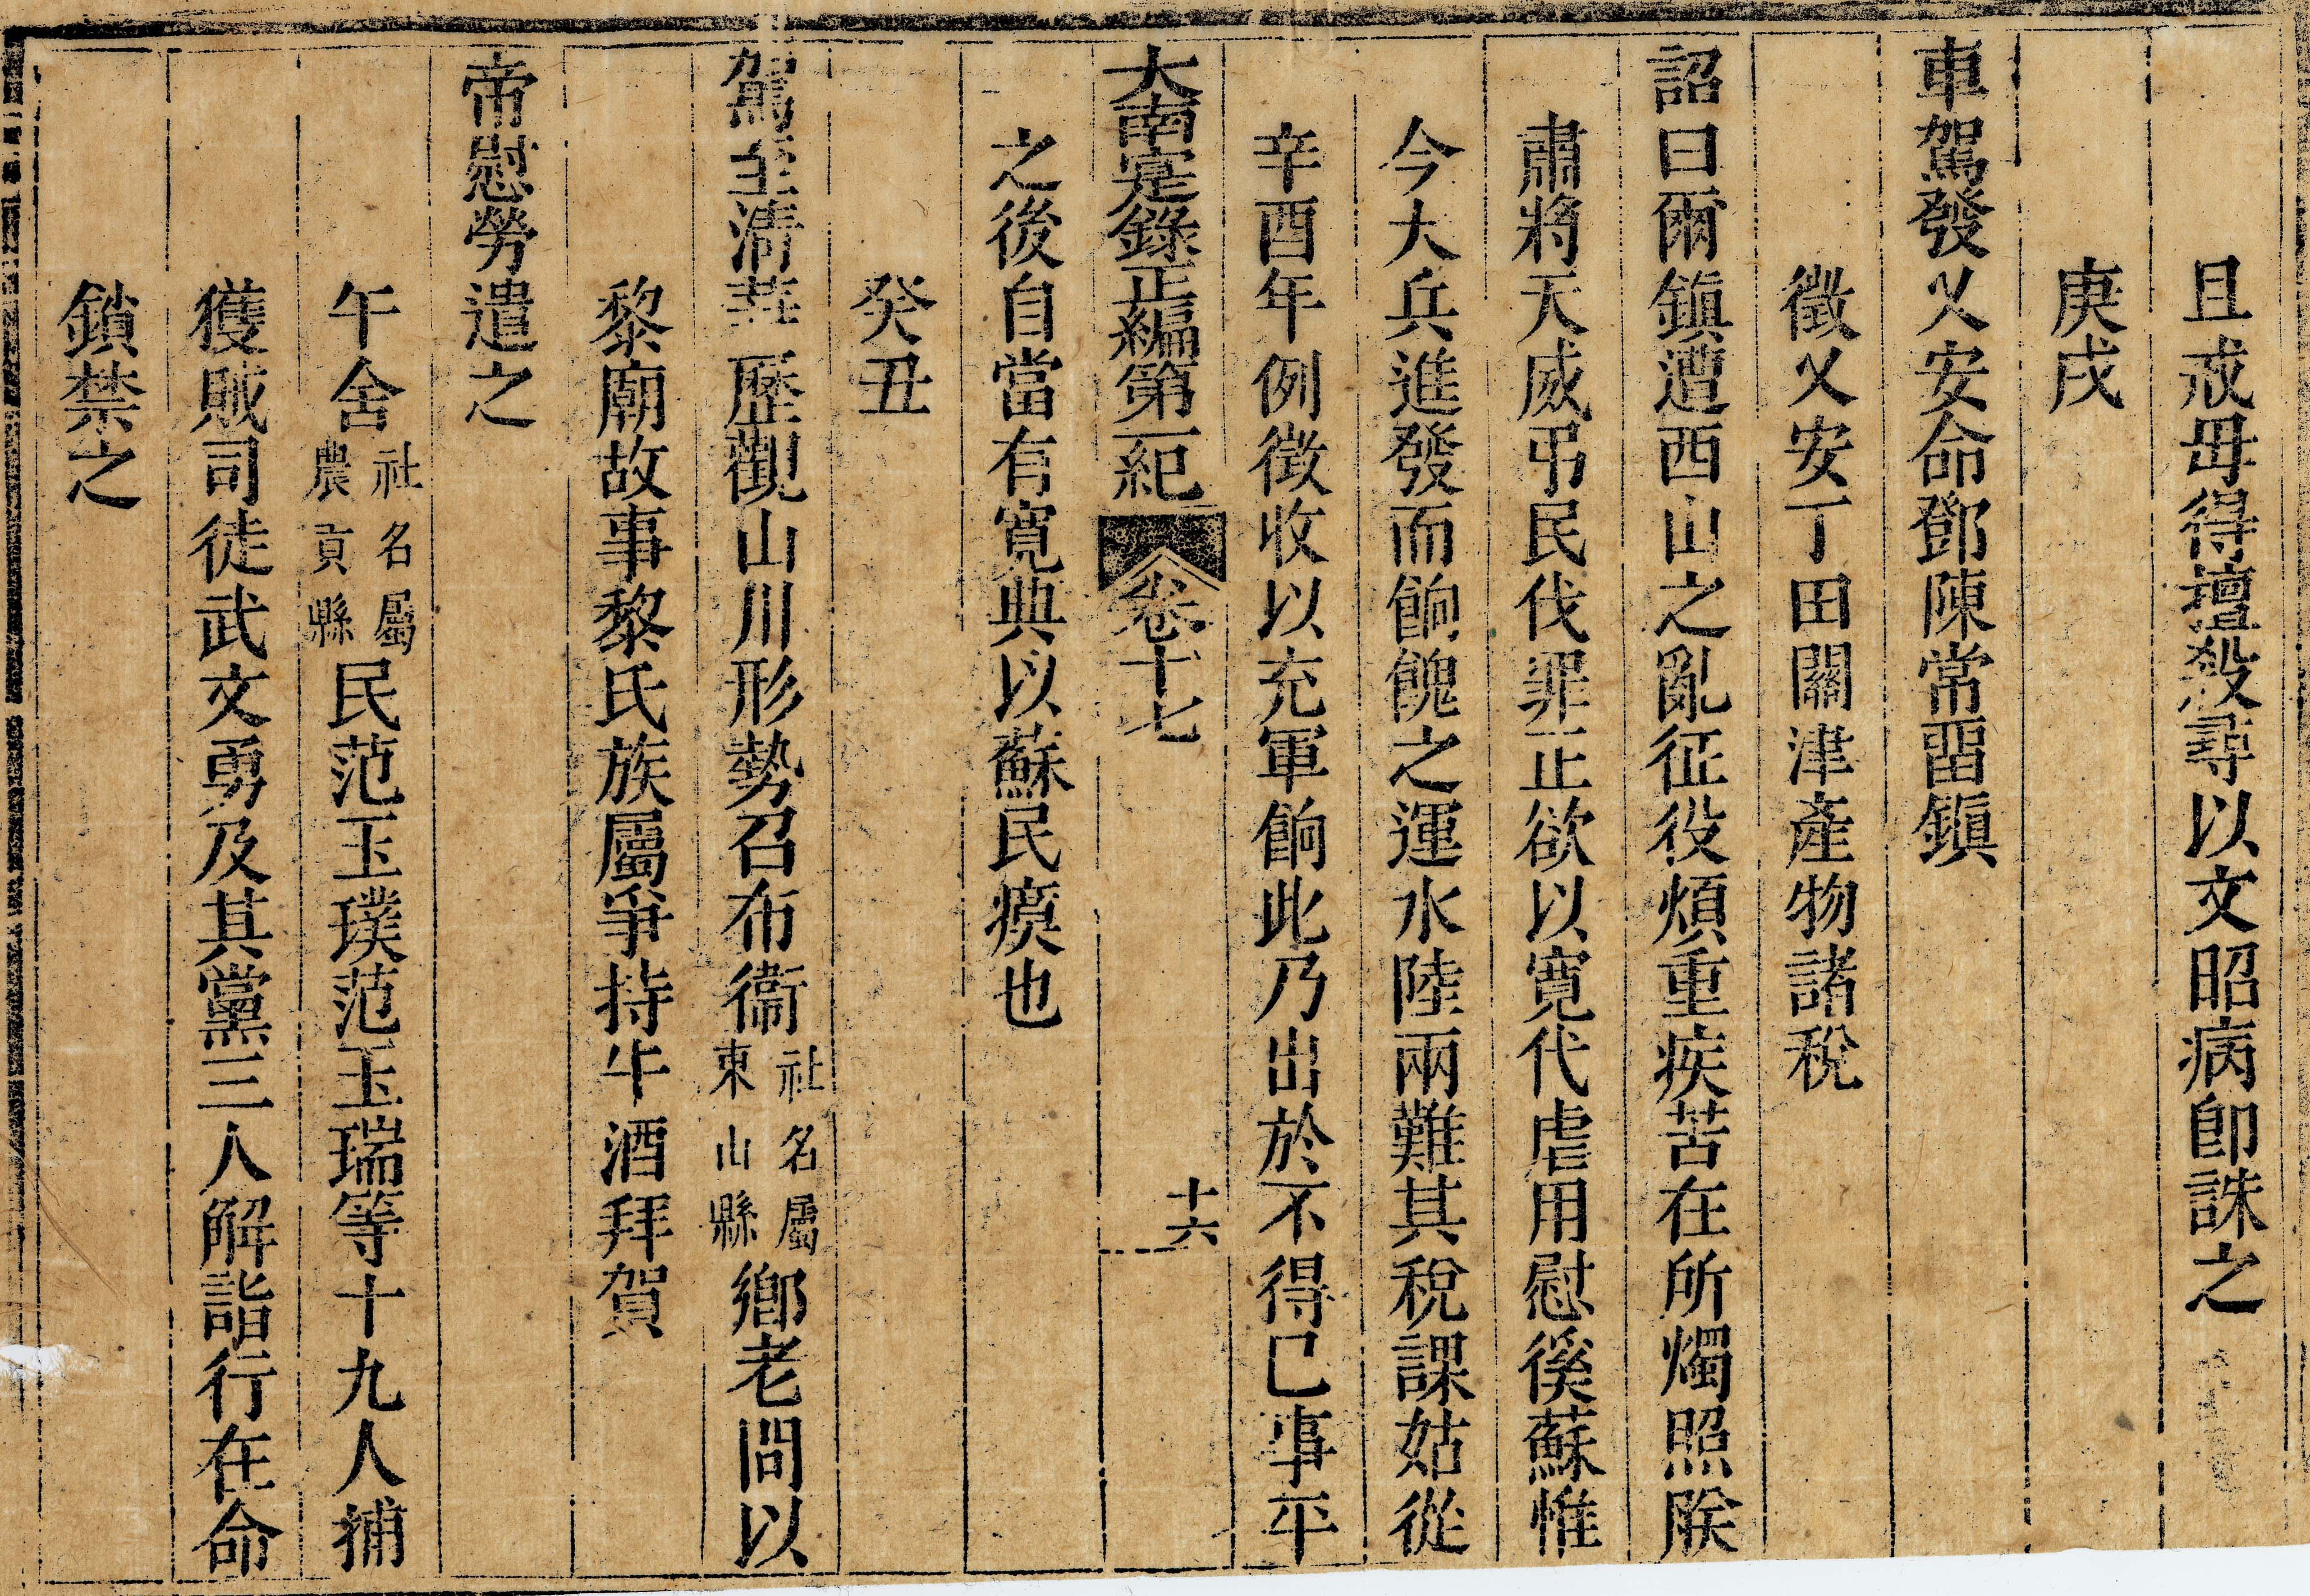 且戒毋得擅殺尋以文昭病卽誅之
庚戌
車駕發乂安命鄧陳常畱鎮
徵乂安丁田關津產物諸稅
詔曰爾鎮遭西山之亂征役煩重疾苦在所燭照朕
肅將天威弔民伐罪正欲以寬代虐用慰徯蘇惟
今大兵進發而餉餽之運水陸兩難其稅課姑從
辛酉年例徵收以充軍餉此乃出於不得已事平
大南寔錄正編第一紀 卷十七 十六
之後自當有寬典以蘇民瘼也
癸丑
駕至清華歷觀山川形勢召布衞社名屬東山縣鄕老問以
黎廟故事黎氏族屬爭持牛酒拜賀
帝慰勞遣之
午舍社名屬農貢縣民范玉璞范玉瑞等十九人捕
獲賊司徒武文勇及其黨三人解詣行在命
鎖禁之